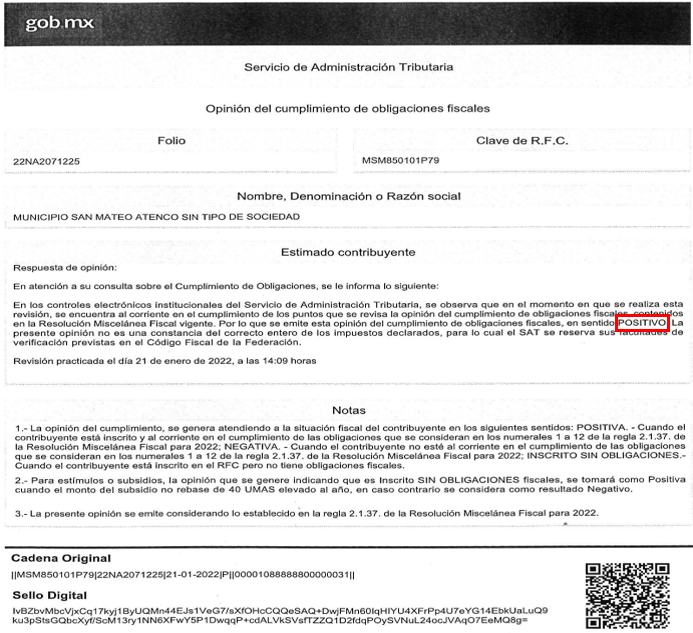 gob.mx
Servicio de Administración Tributaria
Opinión del cumplimiento de obligaciones fiscales
Folio
Clave de R.F.C.
22NA2071225
MSM850101P79
Nombre, Denominación o Razón social
MUNICIPIO SAN MATEO ATENCO SIN TIPO DE SOCIEDAD
Estimado contribuyente
Respuesta de opinión:
En atención a su consulta sobre el Cumplimiento de Obligaciones, se le informa lo siguiente:
En los controles electrónicos institucionales del Servicio de Administración Tributaria, se observa que en el momento en que se realiza esta
revisión, se encuentra al corriente en el cumplimiento de los puntos que se revisa la opinión del cumplimiento de obligaciones fiscales, contenidos
en la Resolución Miscelánea Fiscal vigente. Por lo que se emite esta opinión del cumplimiento de obligaciones fiscales, en sentido POSITIVO. La
presente opinión no es una constancia del correcto entero de los impuestos declarados, para lo cual el SAT se reserva sus facultades de
verificación previstas en el Código Fiscal de la Federación.
Revisión practicada el día 21 de enero de 2022, a las 14:09 horas
Notas
1.- La opinión del cumplimiento, se genera atendiendo a la situación fiscal del contribuyente en los siguientes sentidos: POSITIVA. - Cuando el
contribuyente está inscrito y al corriente en el cumplimiento de las obligaciones que se consideran en los numerales 1 a 12 de la regla 2.1.37. de
la Resolución Miscelánea Fiscal para 2022; NEGATIVA. - Cuando el contribuyente no esté al corriente en el cumplimiento de las obligaciones
que se consideran en los numerales 1 a 12 de la regla 2.1.37. de la Resolución Miscelánea Fiscal para 2022; INSCRITO SIN OBLIGACIONES.-
Cuando el contribuyente está inscrito en el RFC pero no tiene obligaciones fiscales.
2.- Para estímulos o subsidios, la opinión que se genere indicando que es Inscrito SIN OBLIGACIONES fiscales, se tomará como Positiva
cuando el monto del subsidio no rebase de 40 UMAS elevado al año, en caso contrario se considera como resultado Negativo.
3.- La presente opinión se emite considerando lo establecido en la regla 2.1.37. de la Resolución Miscelánea Fiscal para 2022.
Cadena Original
||MSM850101P79|22NA2071225|21-01-2022|P||00001088888800000031||
Sello Digital
IvBZbvMbcVjxCq17kyj1ByUQMn44EJs1VeG7/sXfOHcCQQeSAQ+DwjFMn60IqHIYU4XFrPp4U7eYG14EbkUaLuQ9
ku3pStsGQbcXyf/ScM13ry1NN6XFwY5P1DwqqP+cdALVkSVsfTZZQ1D2fdqPOySVNuL24ocJVAqO7EeMQ8g=